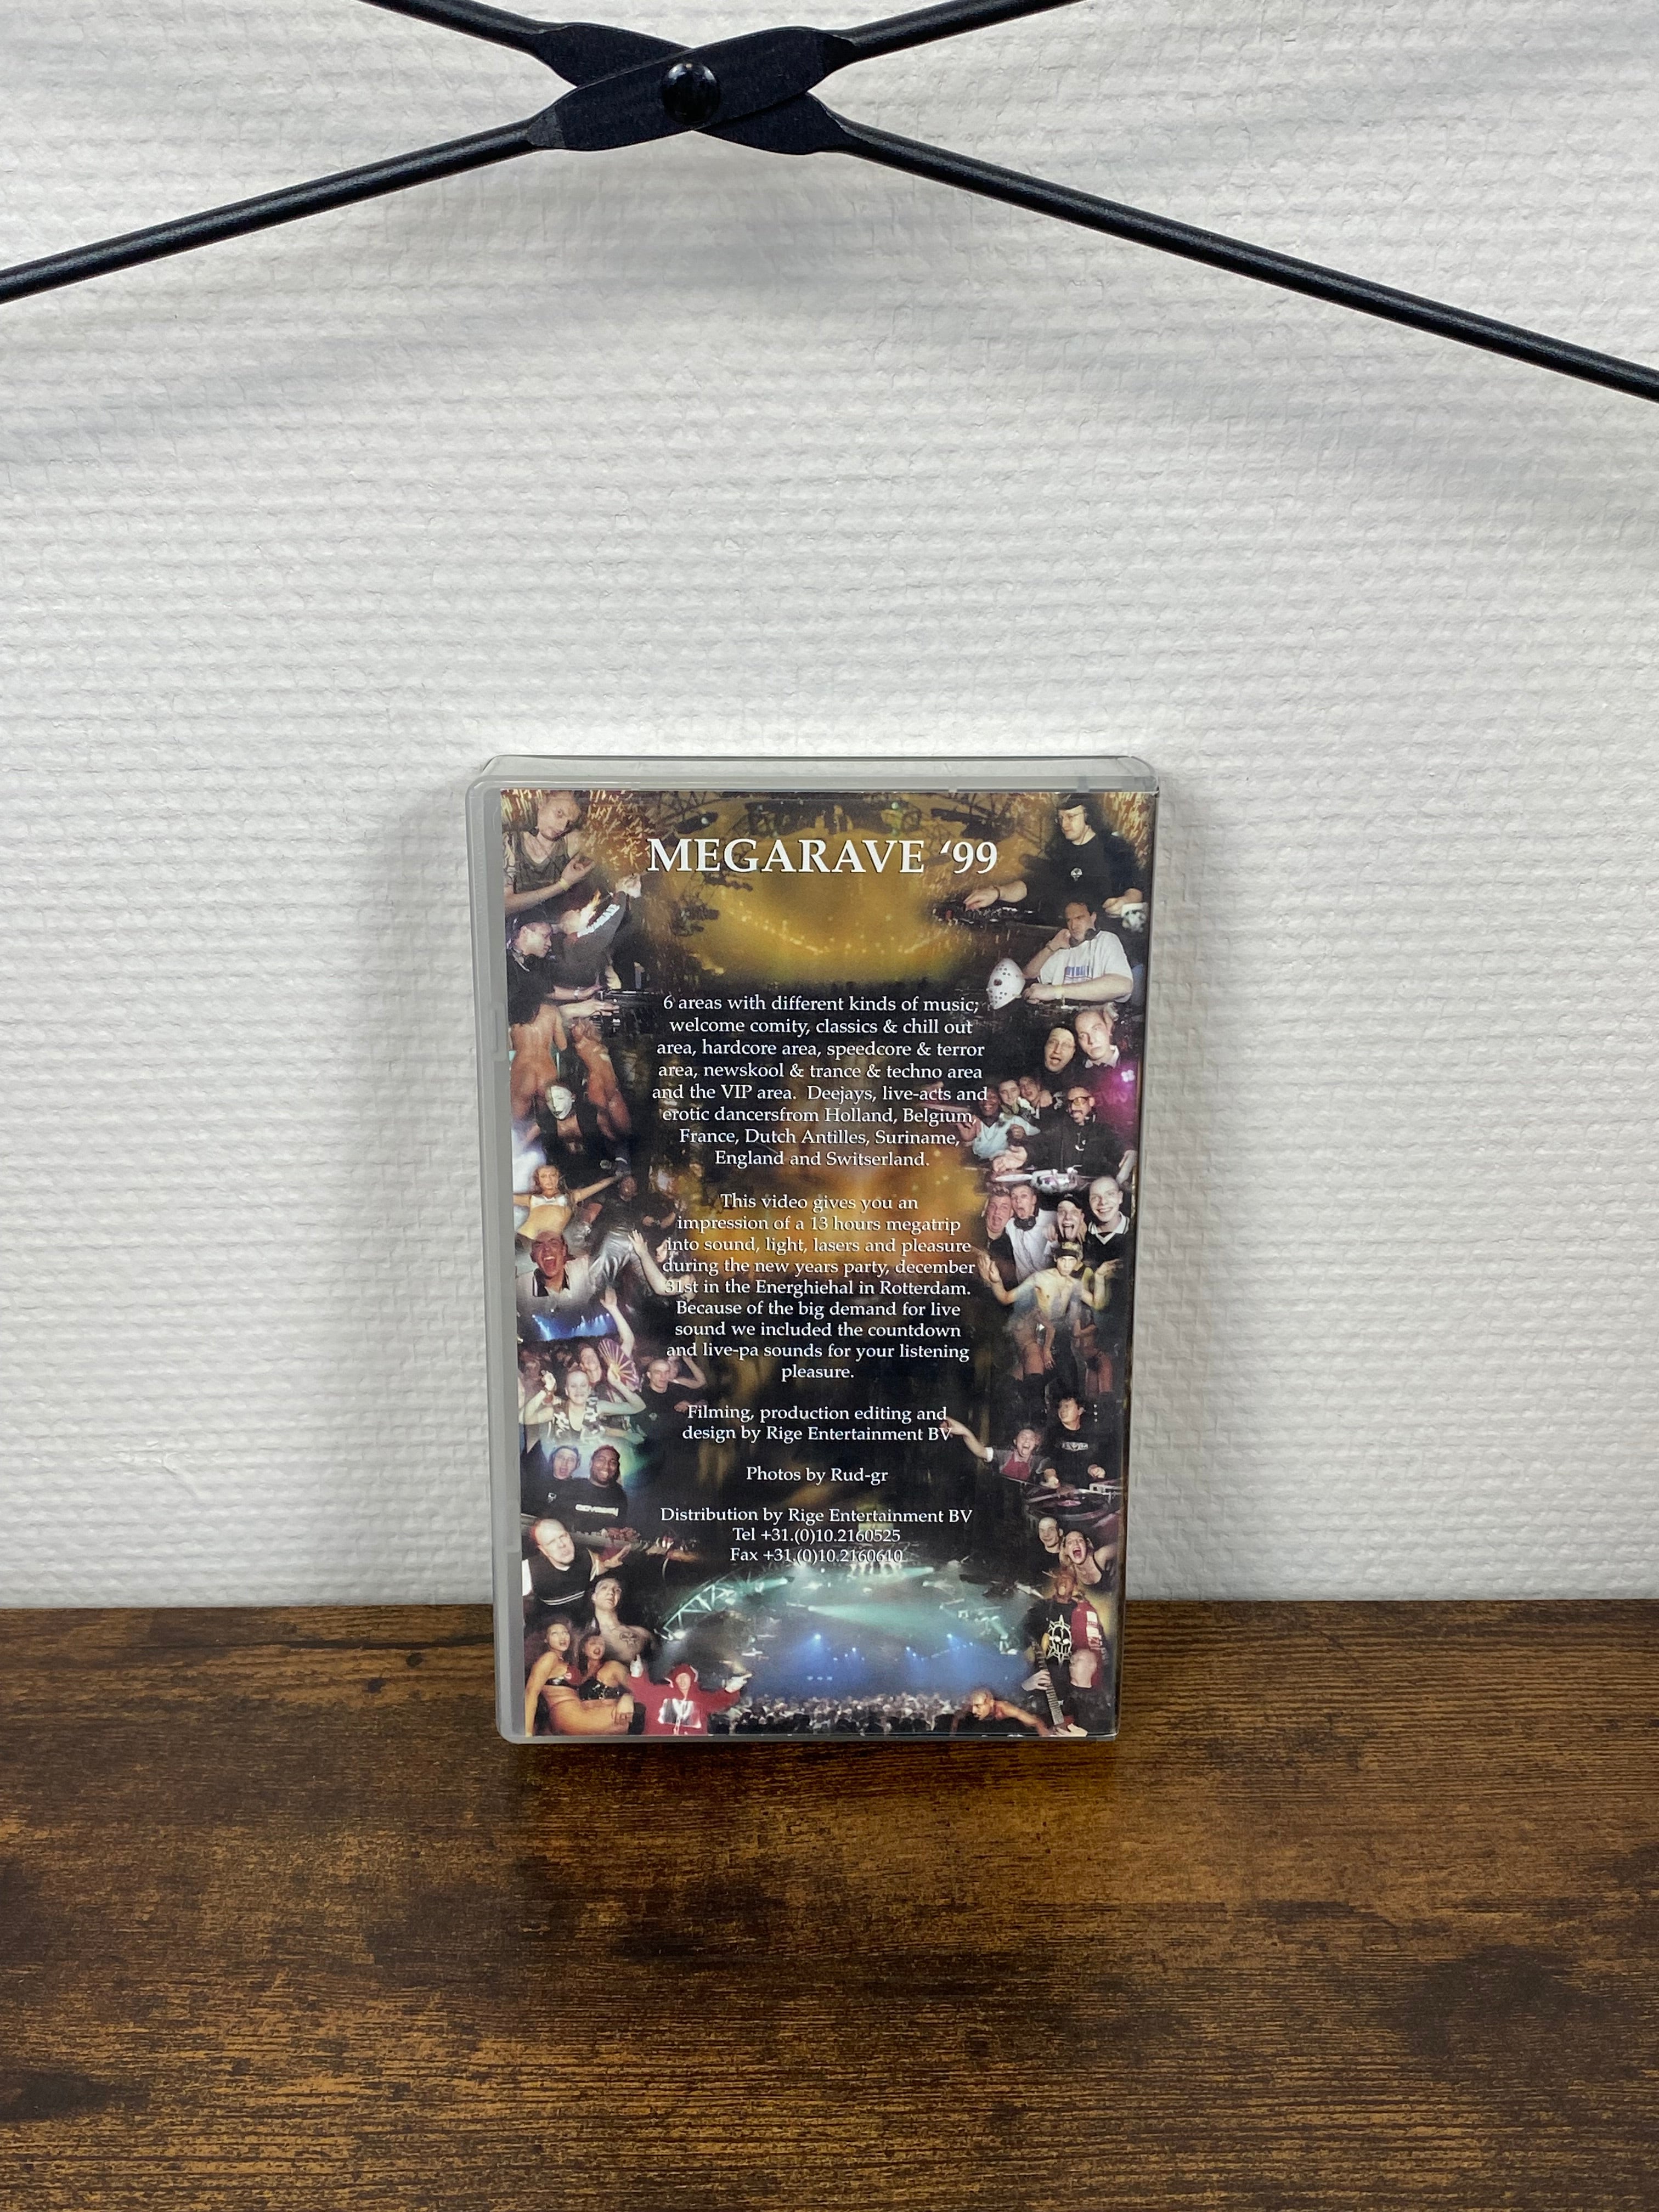 MEGARAVE ‘99
6 areas with different kinds of music;
welcome comity, classics & chill out
area, hardcore area, speedcore & terror
area, newskool & trance & techno area
and the VIP area. Deejays, live-acts and
erotic dancersfrom Holland, Belgium,
France, Dutch Antilles, Suriname,
England and Switserland.
This video gives you an
impression of a 13 hours megatrip
into sound, light, lasers and pleasure
during the new years party, december
31st in the Energhiehal in Rotterdam.
Because of the big demand for live
sound we included the countdown
and live-pa sounds for your listening
pleasure.
Filming, production editing and
design by Rige Entertainment BV
Photos by Rud-gr
Distribution by Rige Entertainment BV
Tel +31.(0)10.2160525
Fax +31.(0)10.2160610